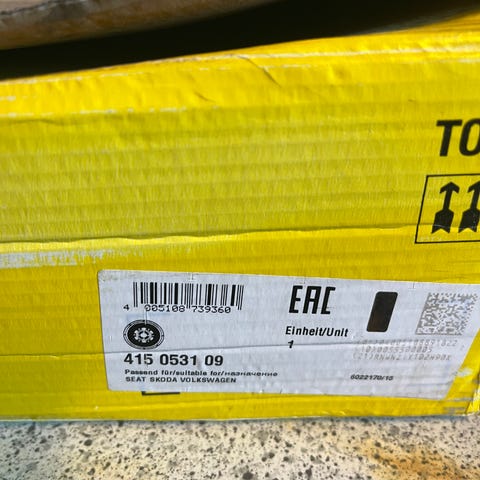 TO
EAC
4 005108 739360
Einheit/Unit
1
415 0531 09
Passend für/suitable for/назначение
SEAT SKODA VOLKSWAGEN
6022170/10